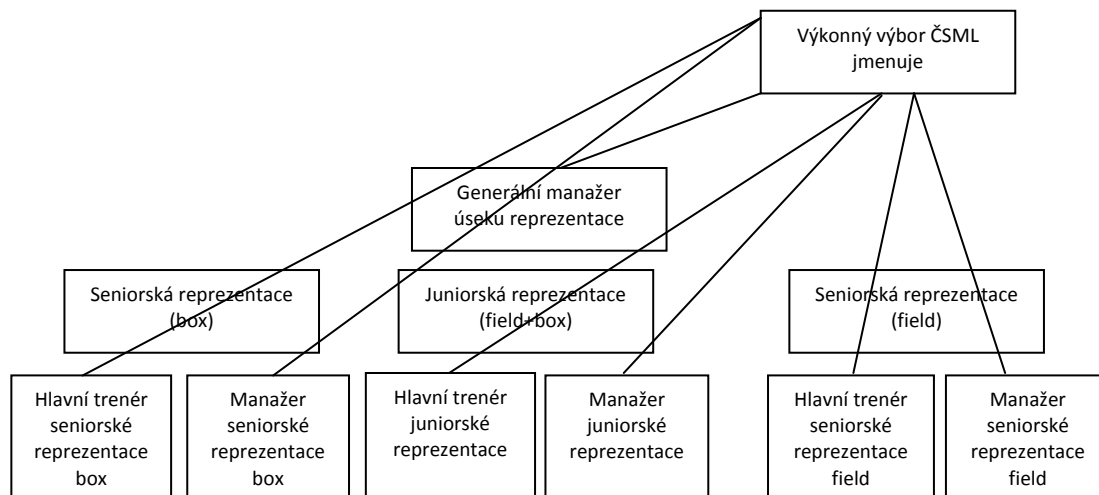 Výkonný výbor ČSML
jmenuje
Generální manažer
úseku reprezentace
Seniorská reprezentace
(box)
Juniorská reprezentace
(field+box)
Seniorská reprezentace
(field)
Hlavní trenér
seniorské
reprezentace
box
Manažer
seniorské
reprezentace
box
Hlavní trenér
juniorské
reprezentace
Manažer
juniorské
reprezentace
Hlavní trenér
seniorské
reprezentace
field
Manažer
seniorské
reprezentace
field